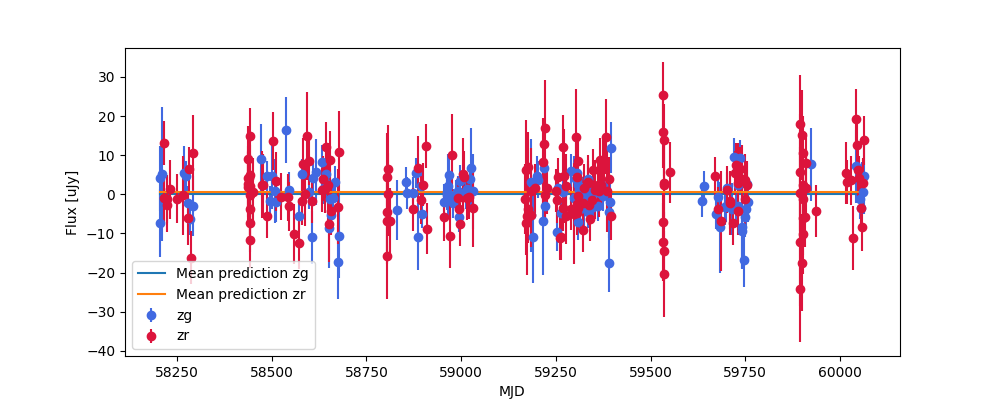 30
20
10
0
−10
−20
−30
−40
Flux [uJy]
Mean prediction zg
Mean prediction zr
zg
zr
58250 58500 58750 59000 59250 59500 59750 60000
MJD